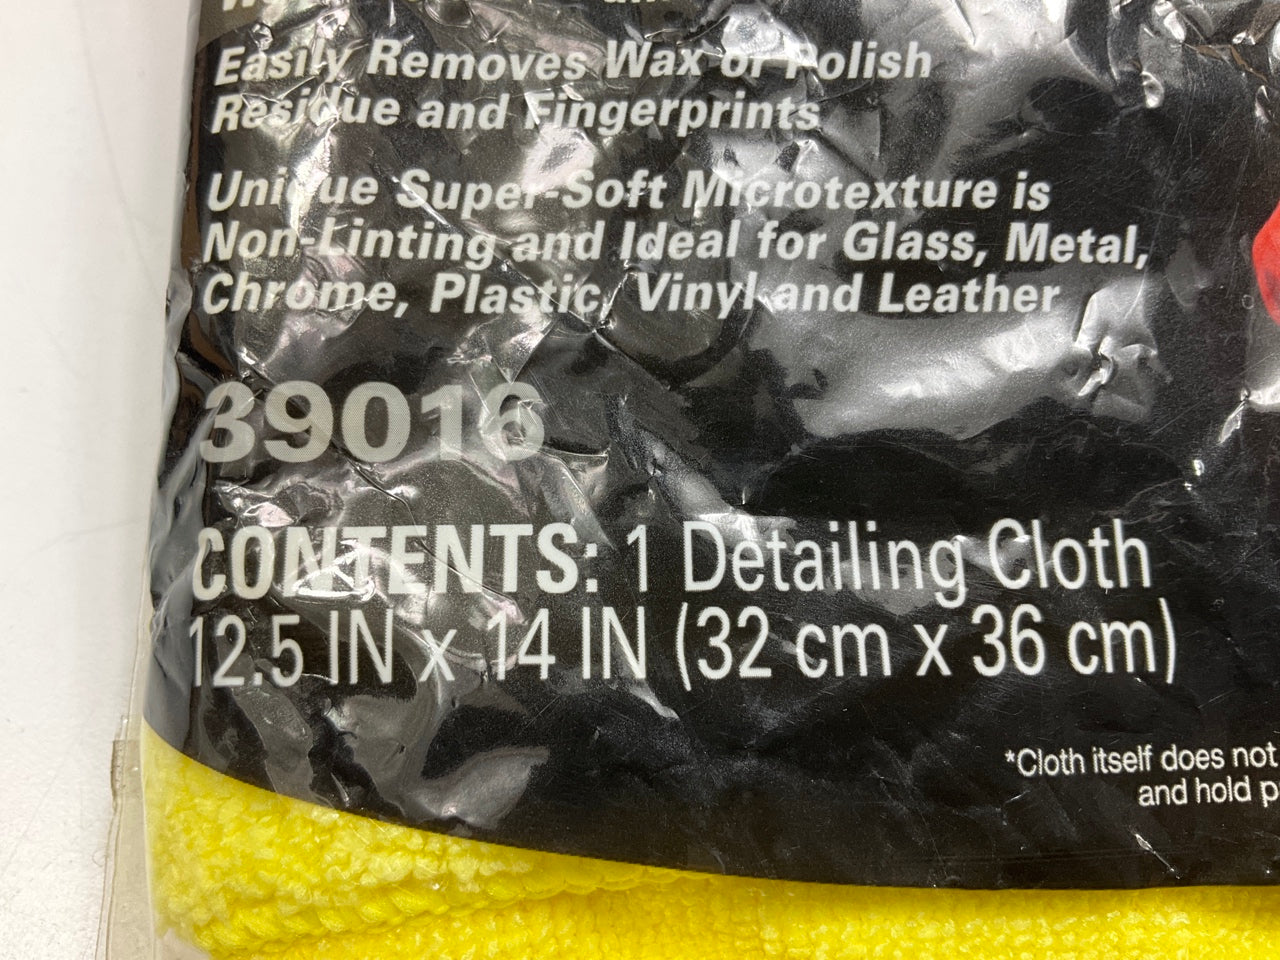 Easily Removes Wax or Polish
Residue and Fingerprints
Unique Super-Soft Microtexture is
Non-Linting and Ideal for Glass, Metal,
Chrome, Plastic, Vinyl and Leather
39016
CONTENTS: 1 Detailing Cloth
12.5 IN x 14 IN (32 cm x 36 cm)
*Cloth itself does not
and hold